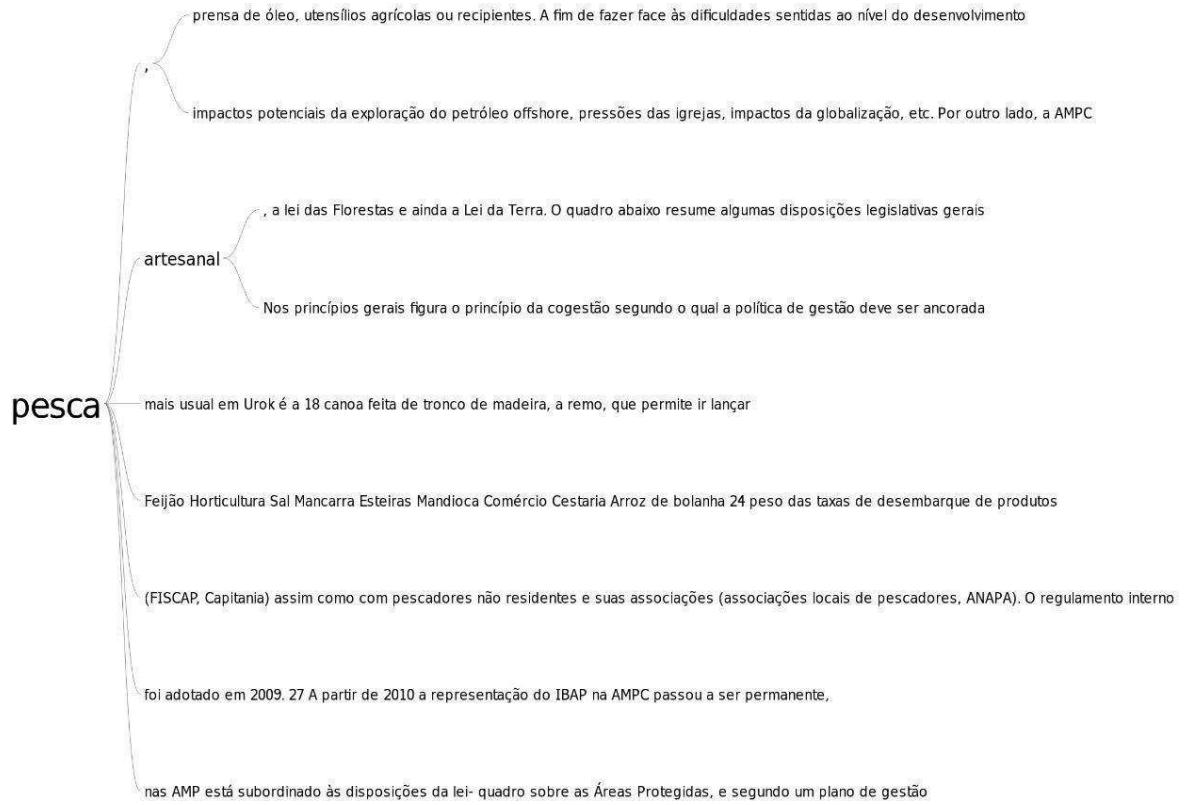 prensa de óleo, utensílios agrícolas ou recipientes. A fim de fazer face às dificuldades sentidas ao nível do desenvolvimento
,
impactos potenciais da exploração do petróleo offshore, pressões das igrejas, impactos da globalização, etc. Por outro lado, a AMPC
, a lei das Florestas e ainda a Lei da Terra. O quadro abaixo resume algumas disposições legislativas gerais
artesanal
Nos princípios gerais figura o princípio da cogestão segundo o qual a política de gestão deve ser ancorada
pesca
mais usual em Urok é a 18 canoa feita de tronco de madeira, a remo, que permite ir lançar
Feijão Horticultura Sal Mancarra Esteiras Mandioca Comércio Cestaria Arroz de bolanha 24 peso das taxas de desembarque de produtos
(FISCAP, Capitania) assim como com pescadores não residentes e suas associações (associações locais de pescadores, ANAPA). O regulamento interno
foi adotado em 2009. 27 A partir de 2010 a representação do IBAP na AMPC passou a ser permanente,
nas AMP está subordinado às disposições da lei- quadro sobre as Áreas Protegidas, e segundo um plano de gestão